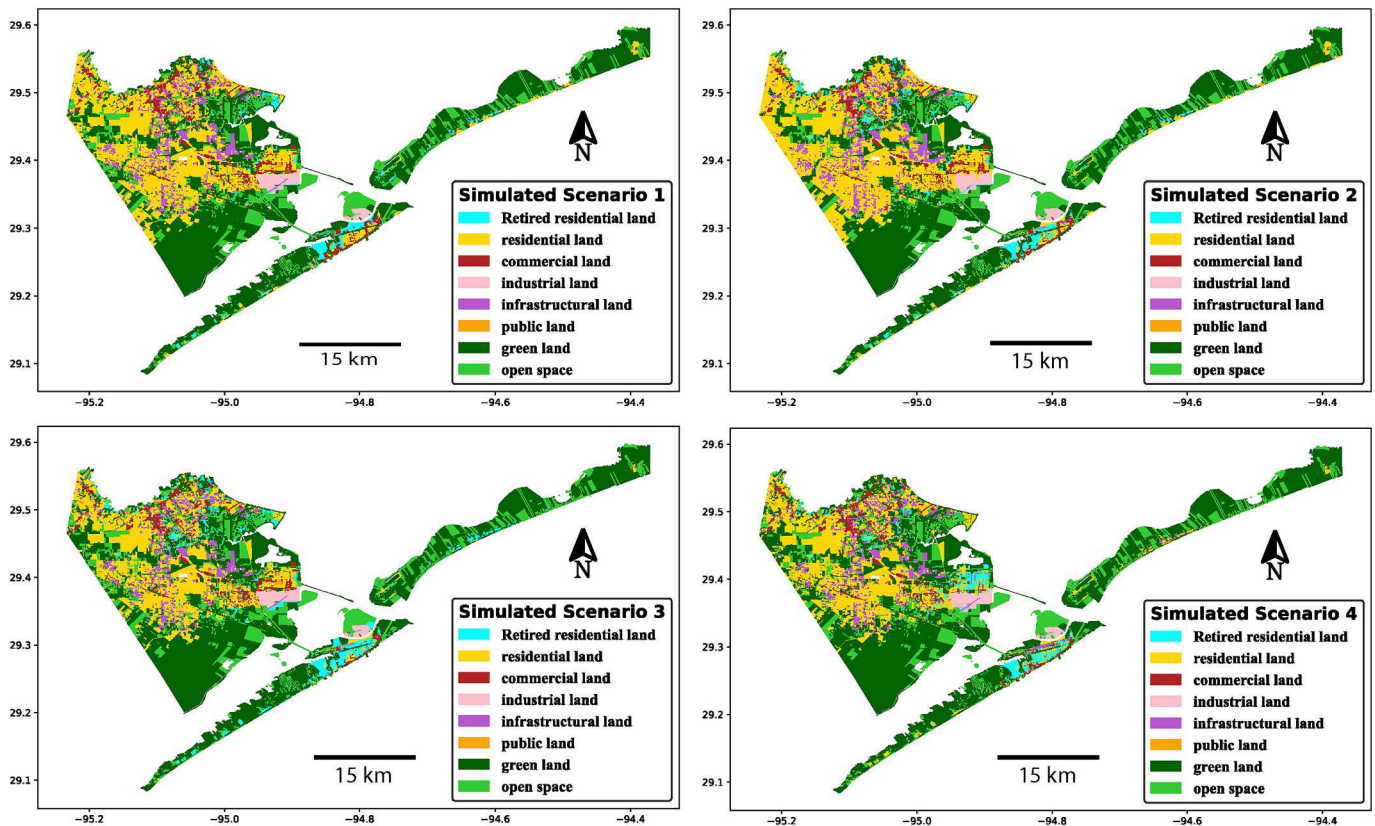 29.6
29.5
29.4
29.3
29.2
29.1
−95.2
−95.0
−94.8
−94.6
−94.4
N
15 km
Simulated Scenario 1
Retired residential land
residential land
commercial land
industrial land
infrastructural land
public land
green land
open space
29.6
29.5
29.4
29.3
29.2
29.1
−95.2
−95.0
−94.8
−94.6
−94.4
N
15 km
Simulated Scenario 2
Retired residential land
residential land
commercial land
industrial land
infrastructural land
public land
green land
open space
29.6
29.5
29.4
29.3
29.2
29.1
−95.2
−95.0
−94.8
−94.6
−94.4
N
15 km
Simulated Scenario 3
Retired residential land
residential land
commercial land
industrial land
infrastructural land
public land
green land
open space
29.6
29.5
29.4
29.3
29.2
29.1
−95.2
−95.0
−94.8
−94.6
−94.4
N
15 km
Simulated Scenario 4
Retired residential land
residential land
commercial land
industrial land
infrastructural land
public land
green land
open space